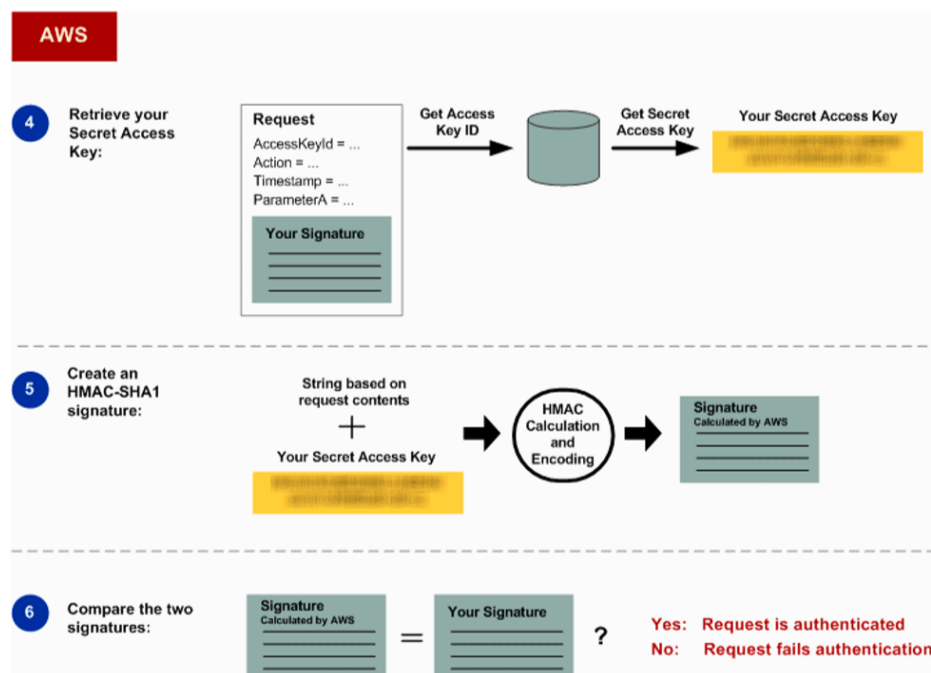 AWS
4
Retrieve your
Secret Access
Key:
Request
AccessKeyId = ...
Action = ...
Timestamp = ...
ParameterA = ...
Your Signature
Get Access
Key ID
Get Secret
Access Key
Your Secret Access Key
5
Create an
HMAC-SHA1
signature:
String based on
request contents
+
Your Secret Access Key
HMAC
Calculation
and
Encoding
Signature
Calculated by AWS
6
Compare the two
signatures:
Signature
Calculated by AWS
=
Your Signature
?
Yes: Request is authenticated
No: Request fails authentication